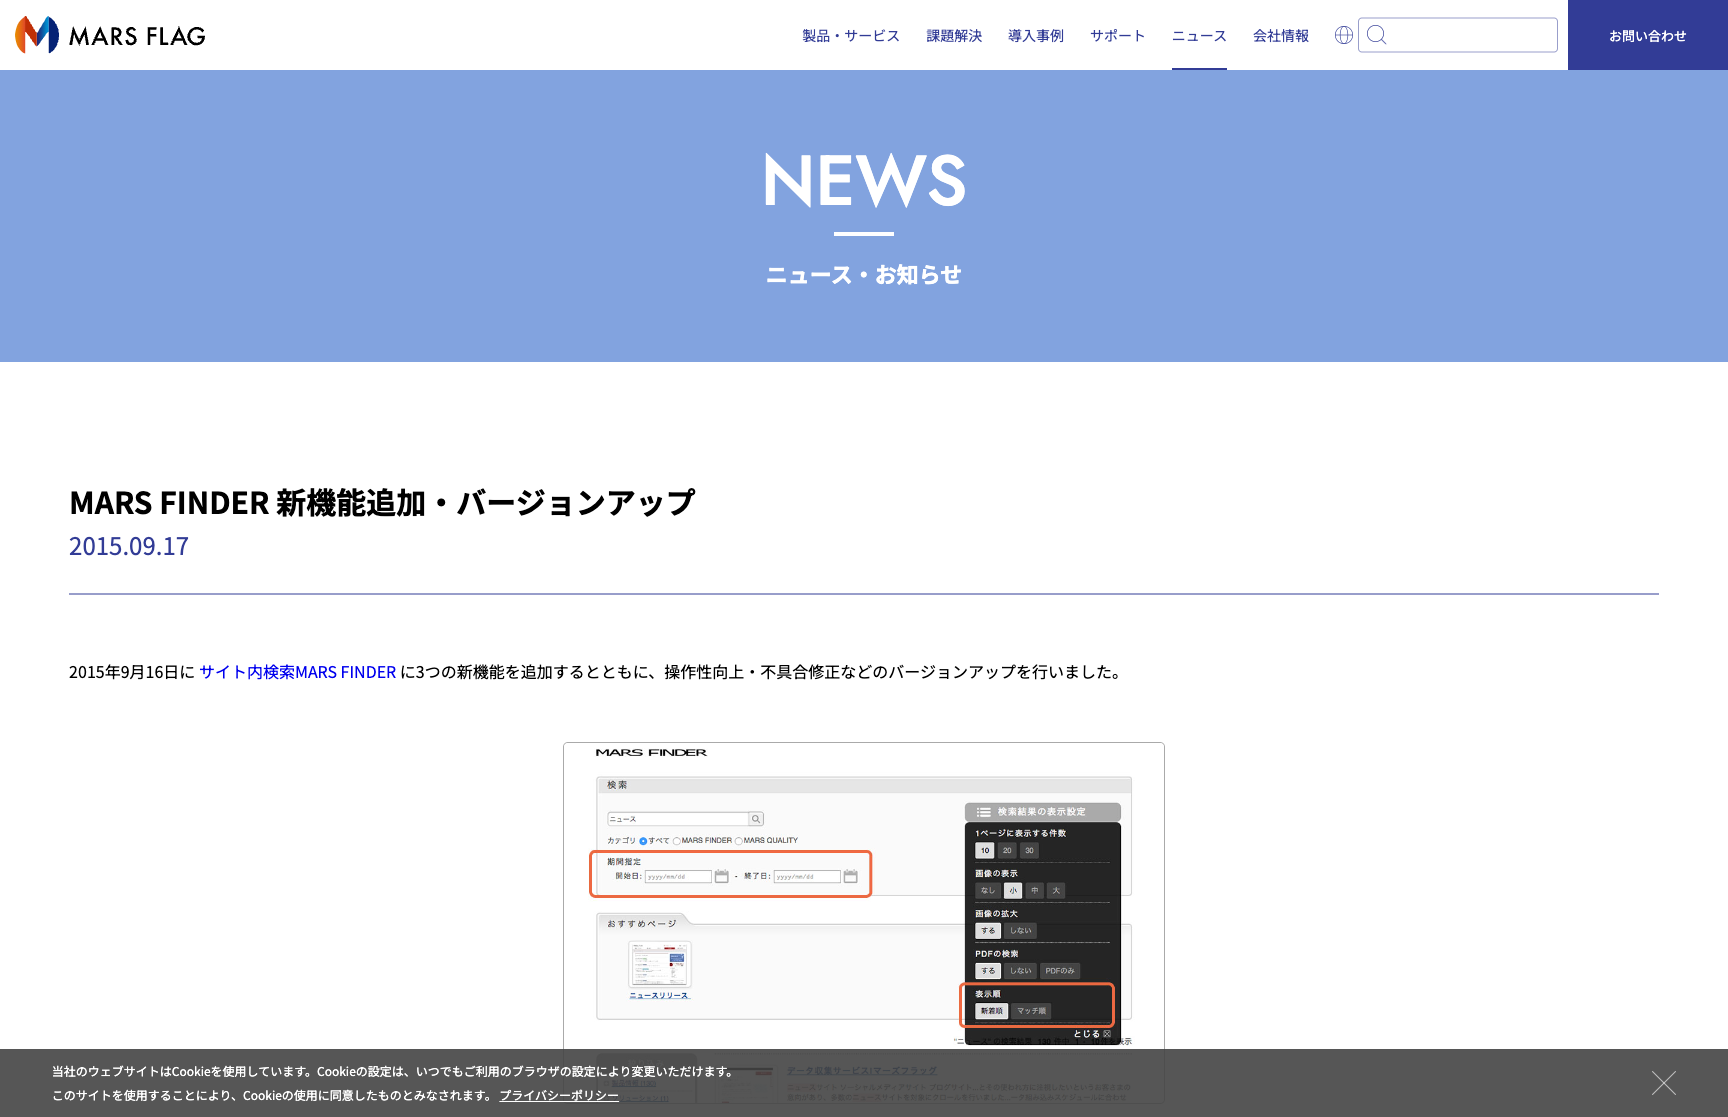 MARS FLAG
製品・サービス 課題解決 導入事例 サポート ニュース 会社情報
お問い合わせ
NEWS
ニュース・お知らせ
MARS FINDER 新機能追加・バージョンアップ
2015.09.17
2015年9月16日に サイト内検索MARS FINDER に3つの新機能を追加するとともに、操作性向上・不具合修正などのバージョンアップを行いました。
MARS FINDER
検索
ニュース
カテゴリ すべて MARS FINDER MARS QUALITY
期間指定
開始日: yyyy/mm/dd - 終了日: yyyy/mm/dd
おすすめページ
ニュースリリース
検索結果の表示設定
1ページに表示する件数
10 20 30
画像の表示
なし 小 中 大
画像の拡大
する しない
PDFの検索
する しない PDFのみ
表示順
新着順 マッチ順
とじる
データ収集サービス|マーズフラッグ
当社のウェブサイトはCookieを使用しています。Cookieの設定は、いつでもご利用のブラウザの設定により変更いただけます。
このサイトを使用することにより、Cookieの使用に同意したものとみなされます。 プライバシーポリシー